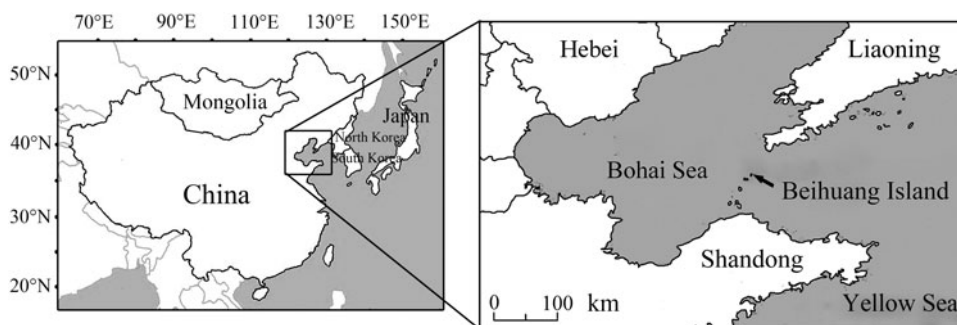 70°E
90°E
110°E
130°E
150°E
50°N
40°N
30°N
20°N
Mongolia
Japan
North Korea
South Korea
China
Hebei
Liaoning
Bohai Sea
Beihuang Island
Shandong
0 100 km
Yellow Sea